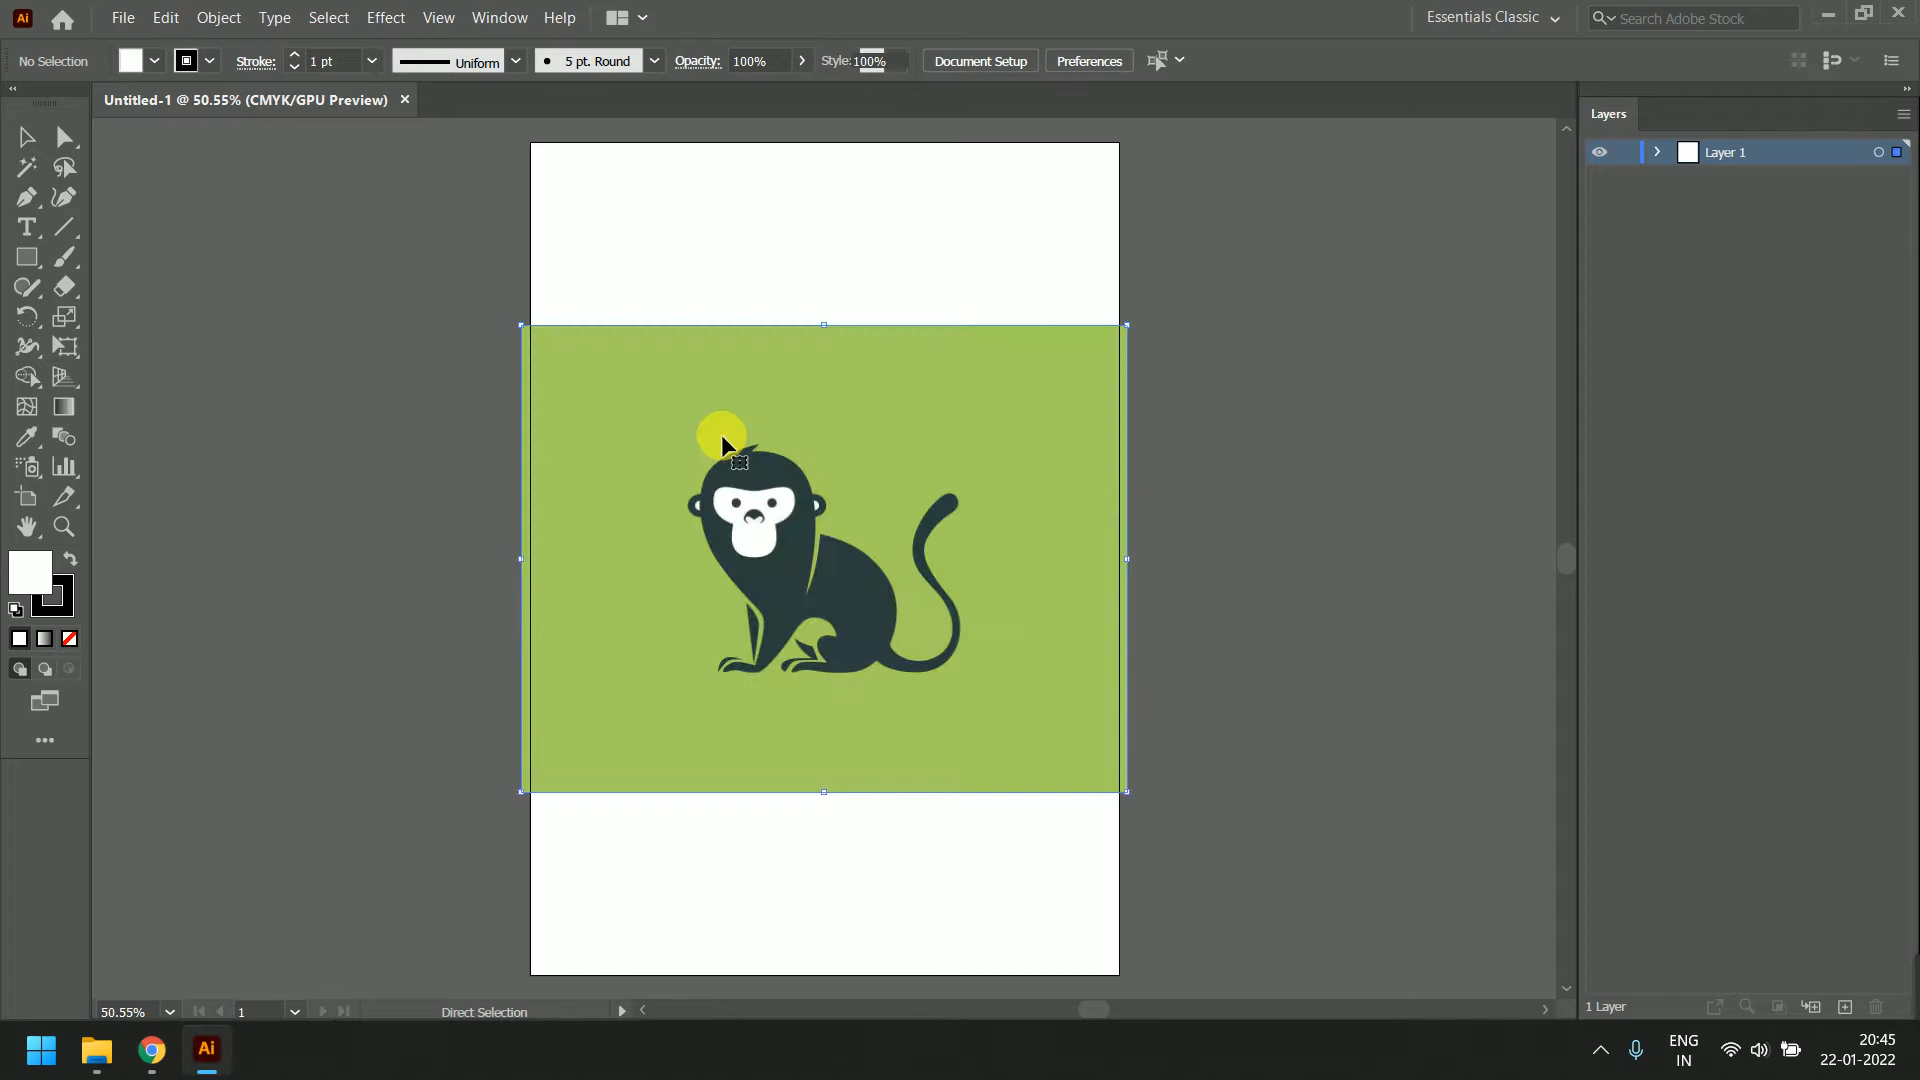 Ai File Edit Object Type Select Effect View Window Help Essentials Classic Search Adobe Stock
No Selection Stroke: 1 pt Uniform 5 pt. Round Opacity: 100% Style: 100% Document Setup Preferences
Untitled-1 @ 50.55% (CMYK/GPU Preview)
Layers
Layer 1
50.55% 1 Direct Selection
1 Layer
Ai
ENG
IN
20:45
22-01-2022